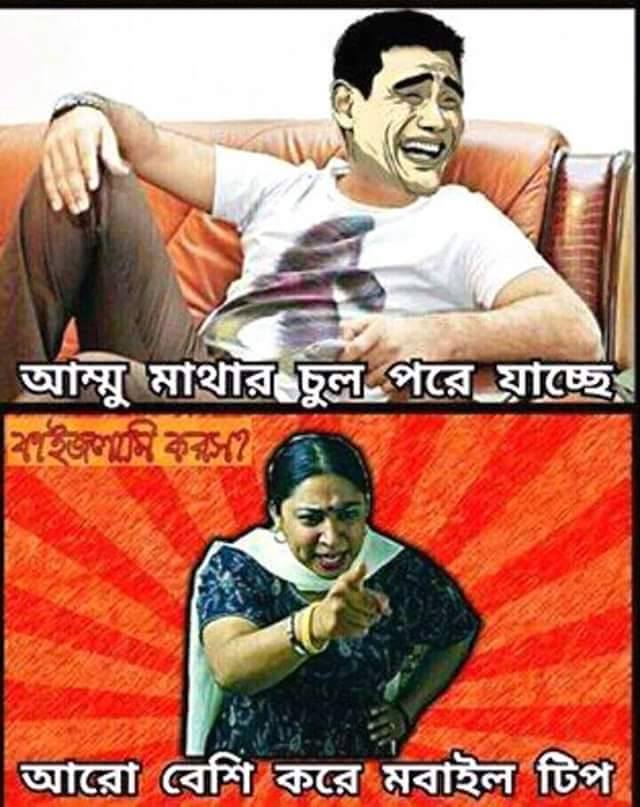 আম্মু মাথার চুল পরে যাচ্ছে
ফাইজলামি করস?
আরো বেশি করে মবাইল টিপ